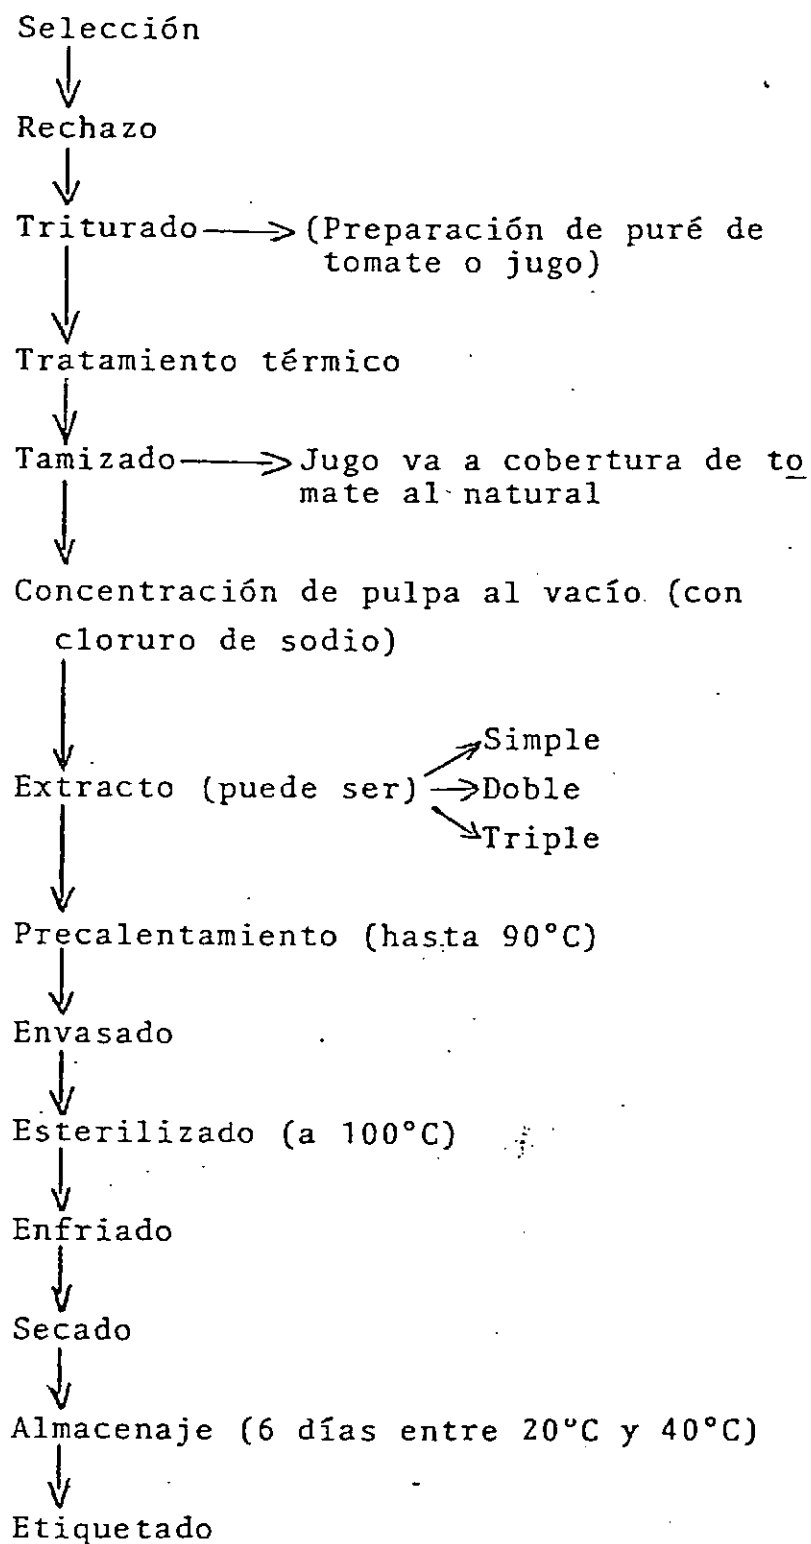 Selección
Rechazo
Triturado (Preparación de puré de
tomate o jugo)
Tratamiento térmico
Tamizado Jugo va a cobertura de to
mate al natural
Concentración de pulpa al vacío (con
cloruro de sodio)
Simple
Extracto (puede ser) Doble
Triple
Precalentamiento (hasta 90°C)
Envasado
Esterilizado (a 100°C)
Enfriado
Secado
Almacenaje (6 días entre 20°C y 40°C)
Etiquetado